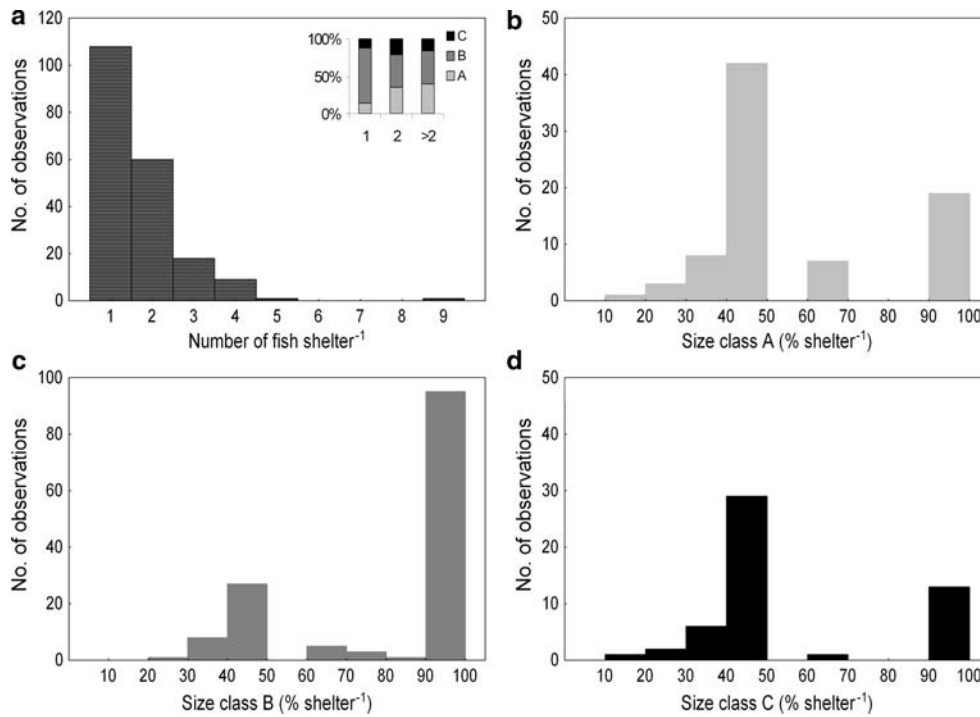 a
120
100
80
60
40
20
0
No. of observations
1 2 3 4 5 6 7 8 9
Number of fish shelter⁻¹
100%
50%
0%
1 2 >2
C
B
A
b
50
40
30
20
10
0
No. of observations
10 20 30 40 50 60 70 80 90 100
Size class A (% shelter⁻¹)
c
100
80
60
40
20
0
No. of observations
10 20 30 40 50 60 70 80 90 100
Size class B (% shelter⁻¹)
d
50
40
30
20
10
0
No. of observations
10 20 30 40 50 60 70 80 90 100
Size class C (% shelter⁻¹)